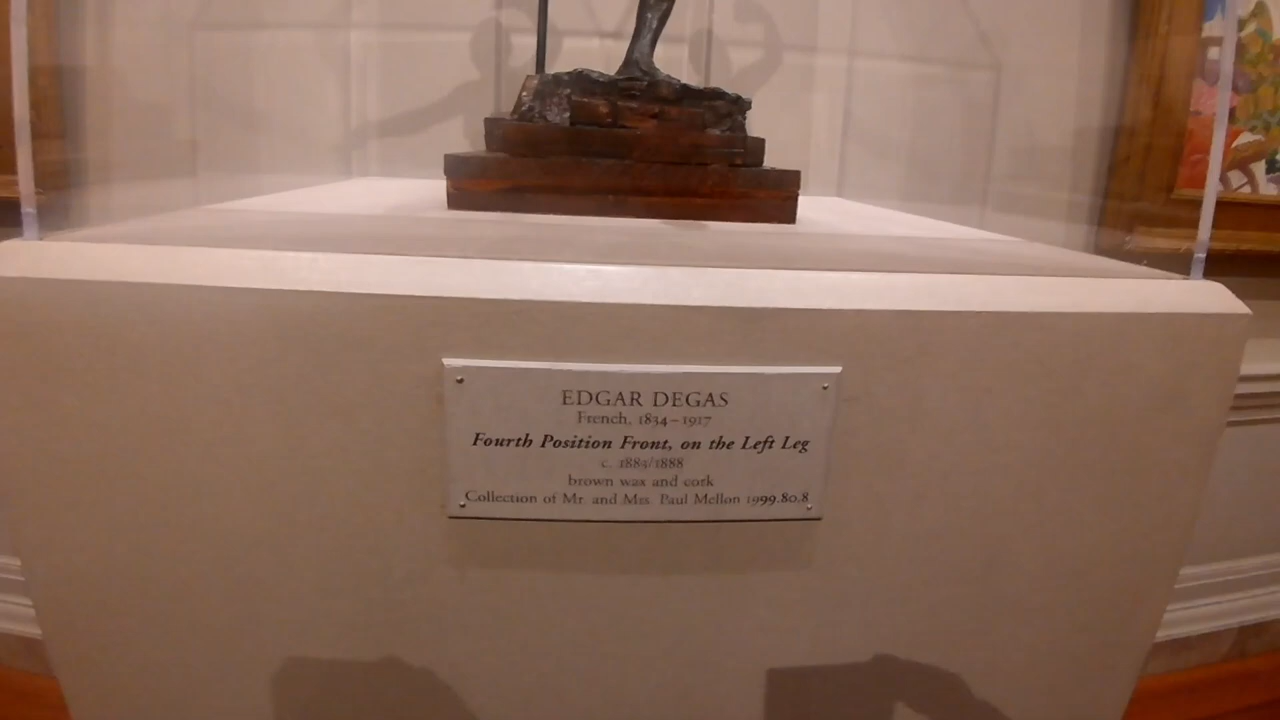 EDGAR DEGAS
French, 1834–1917
Fourth Position Front, on the Left Leg
c. 1883/1888
brown wax and cork
Collection of Mr. and Mrs. Paul Mellon 1999.80.8